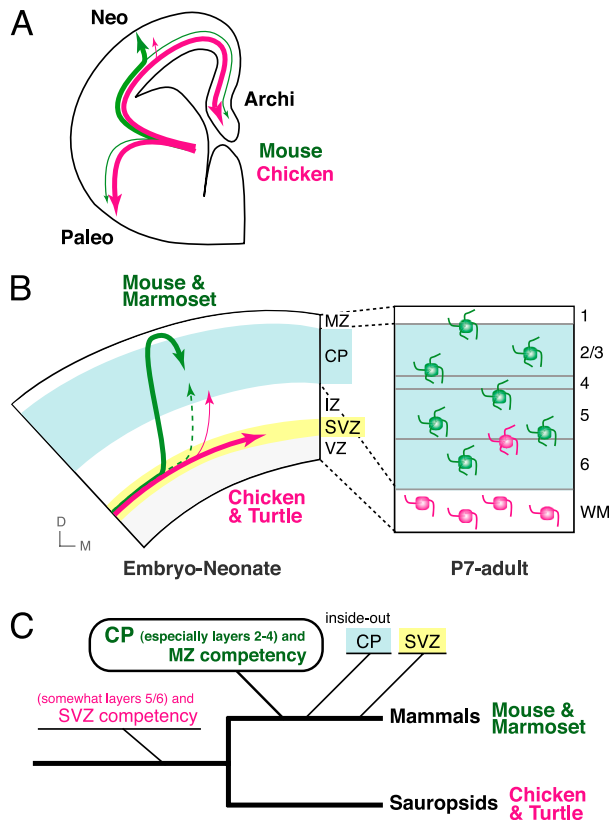 A
Neo
Archi
Mouse
Chicken
Paleo
B
Mouse &
Marmoset
MZ
CP
IZ
SVZ
VZ
Chicken
& Turtle
D
M
Embryo-Neonate
1
2/3
4
5
6
WM
P7-adult
C
CP (especially layers 2-4) and
MZ competency
inside-out
CP
SVZ
(somewhat layers 5/6) and
SVZ competency
Mammals Mouse &
Marmoset
Sauropsids Chicken
& Turtle